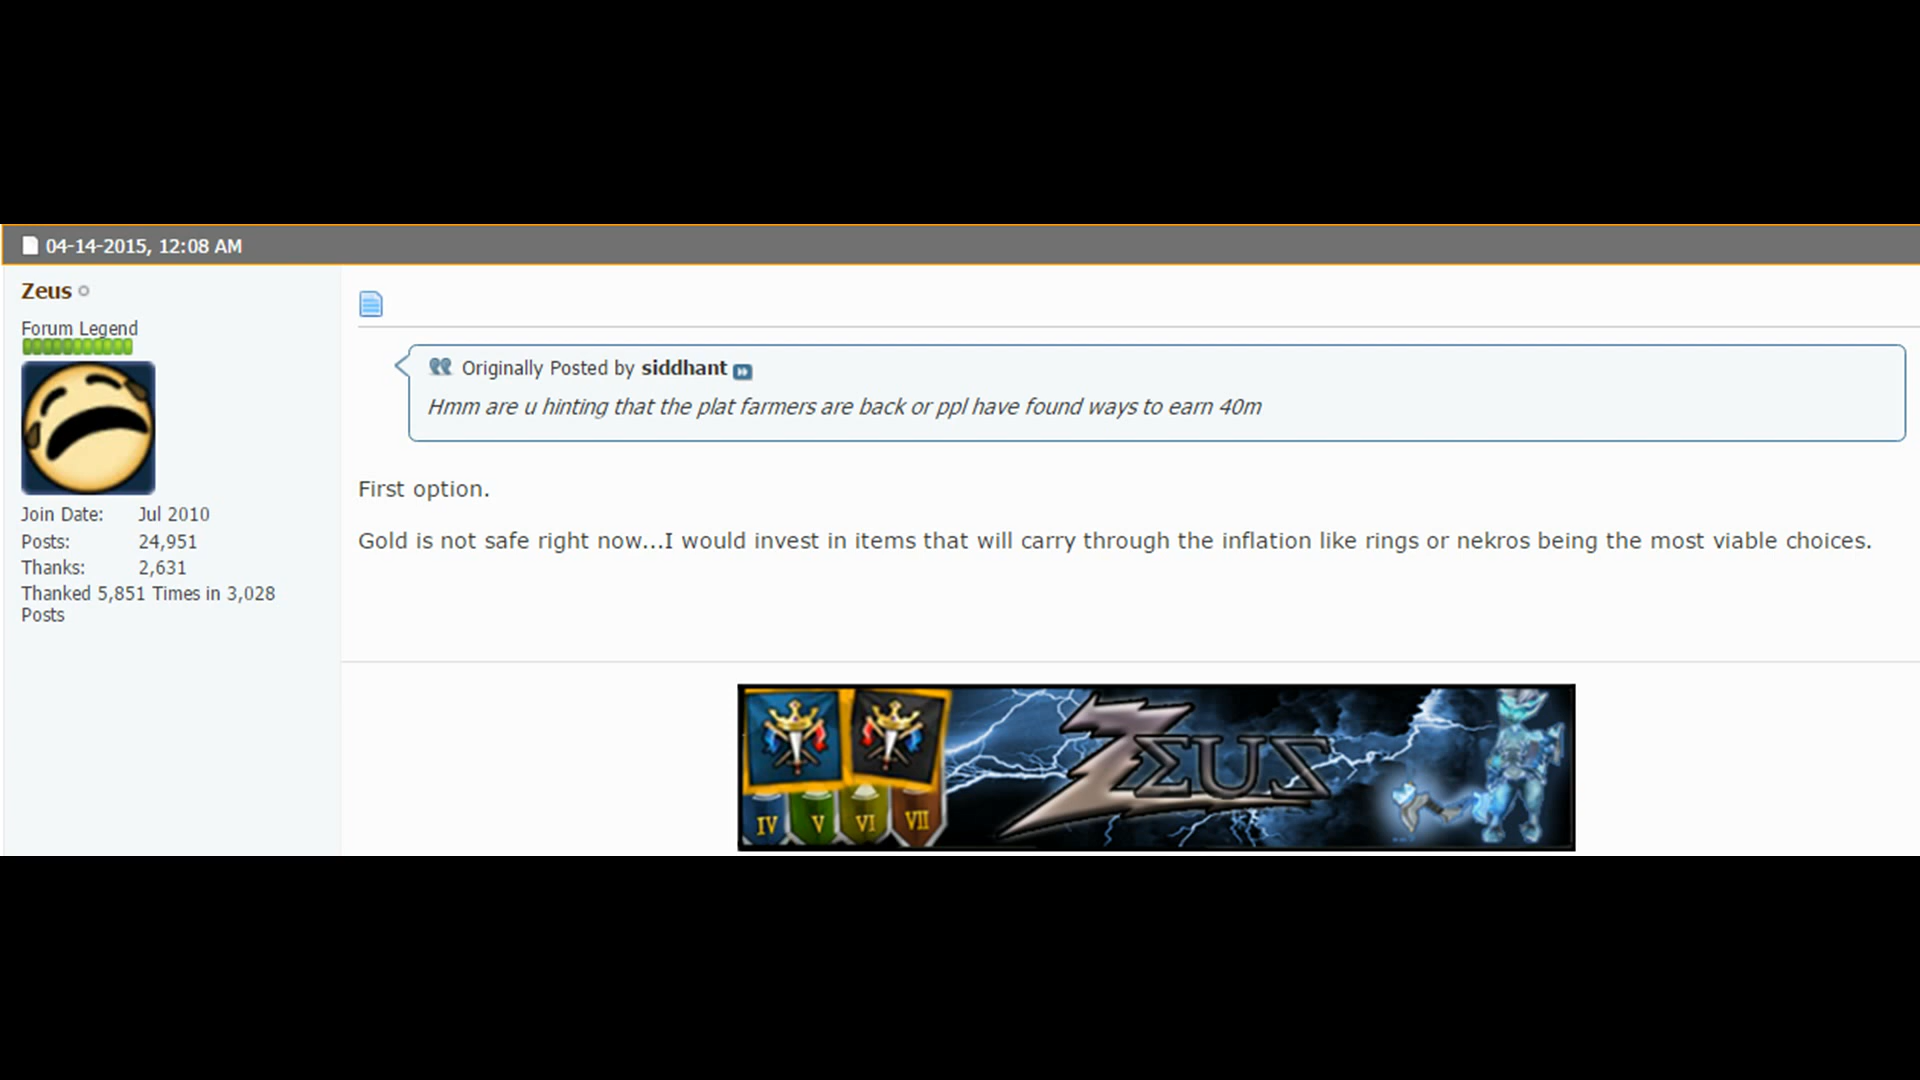 04-14-2015, 12:08 AM
Zeus
Forum Legend
Originally Posted by siddhant
Hmm are u hinting that the plat farmers are back or ppl have found ways to earn 40m
First option.
Gold is not safe right now...I would invest in items that will carry through the inflation like rings or nekros being the most viable choices.
Join Date: Jul 2010
Posts: 24,951
Thanks: 2,631
Thanked 5,851 Times in 3,028
Posts
ZEUS
IV V VI VII